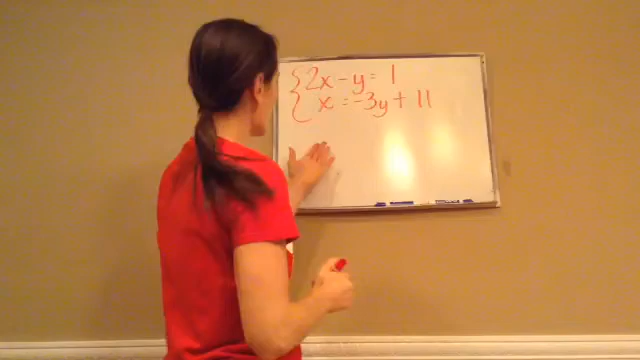 2x - y = 1
x = -3y + 11